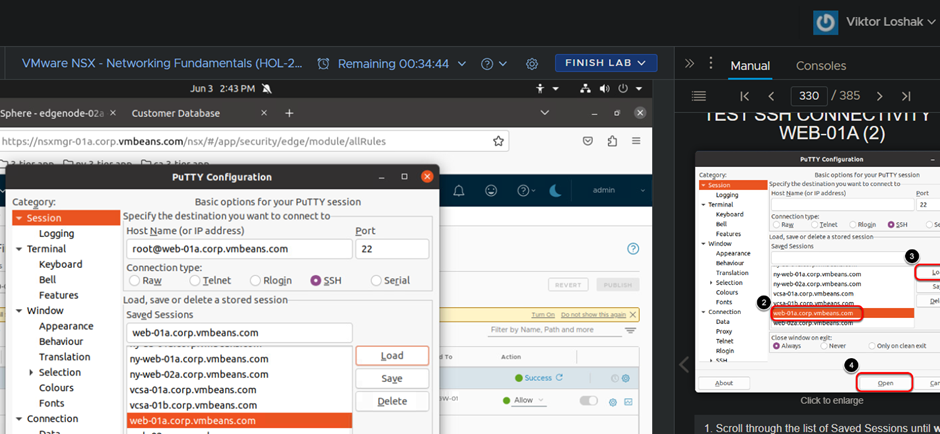 Viktor Loshak
VMware NSX - Networking Fundamentals (HOL-2...
Remaining 00:34:44
FINISH LAB
Manual
Consoles
Jun 3 2:43 PM
330 / 385
Sphere - edgenode-02a
Customer Database
https://nsxmgr-01a.corp.vmbeans.com/nsx/#/app/security/edge/module/allRules
admin
REVERT
PUBLISH
Turn On Do not show this again
Filter by Name, Path and more
d To
Action
Success
W-01
Allow
PuTTY Configuration
Category:
Session
Logging
Terminal
Keyboard
Bell
Features
Window
Appearance
Behaviour
Translation
Selection
Colours
Fonts
Connection
Basic options for your PuTTY session
Specify the destination you want to connect to
Host Name (or IP address)
Port
root@web-01a.corp.vmbeans.com
22
Connection type:
Raw
Telnet
Rlogin
SSH
Serial
Load, save or delete a stored session
Saved Sessions
web-01a.corp.vmbeans.com
ny-web-01a.corp.vmbeans.com
ny-web-02a.corp.vmbeans.com
vcsa-01a.corp.vmbeans.com
vcsa-01b.corp.vmbeans.com
web-01a.corp.vmbeans.com
Load
Save
Delete
TEST SSH CONNECTIVITY
WEB-01A (2)
PuTTY Configuration
Category:
Session
Logging
Terminal
Keyboard
Bell
Features
Window
Appearance
Behaviour
Translation
Selection
Colours
Fonts
Connection
Data
Proxy
Telnet
Rlogin
SSH
Basic options for your PuTTY session
Specify the destination you want to connect to
Host Name (or IP address)
Port
22
Connection type:
Raw
Telnet
Rlogin
SSH
Load, save or delete a stored session
Saved Sessions
3
ny-web-01a.corp.vmbeans.com
ny-web-02a.corp.vmbeans.com
vcsa-01a.corp.vmbeans.com
vcsa-01b.corp.vmbeans.com
2
web-01a.corp.vmbeans.com
web-02a.corp.vmbeans.com
Close window on exit:
Always
Never
Only on clean exit
4
About
Open
Click to enlarge
1. Scroll through the list of Saved Sessions until w